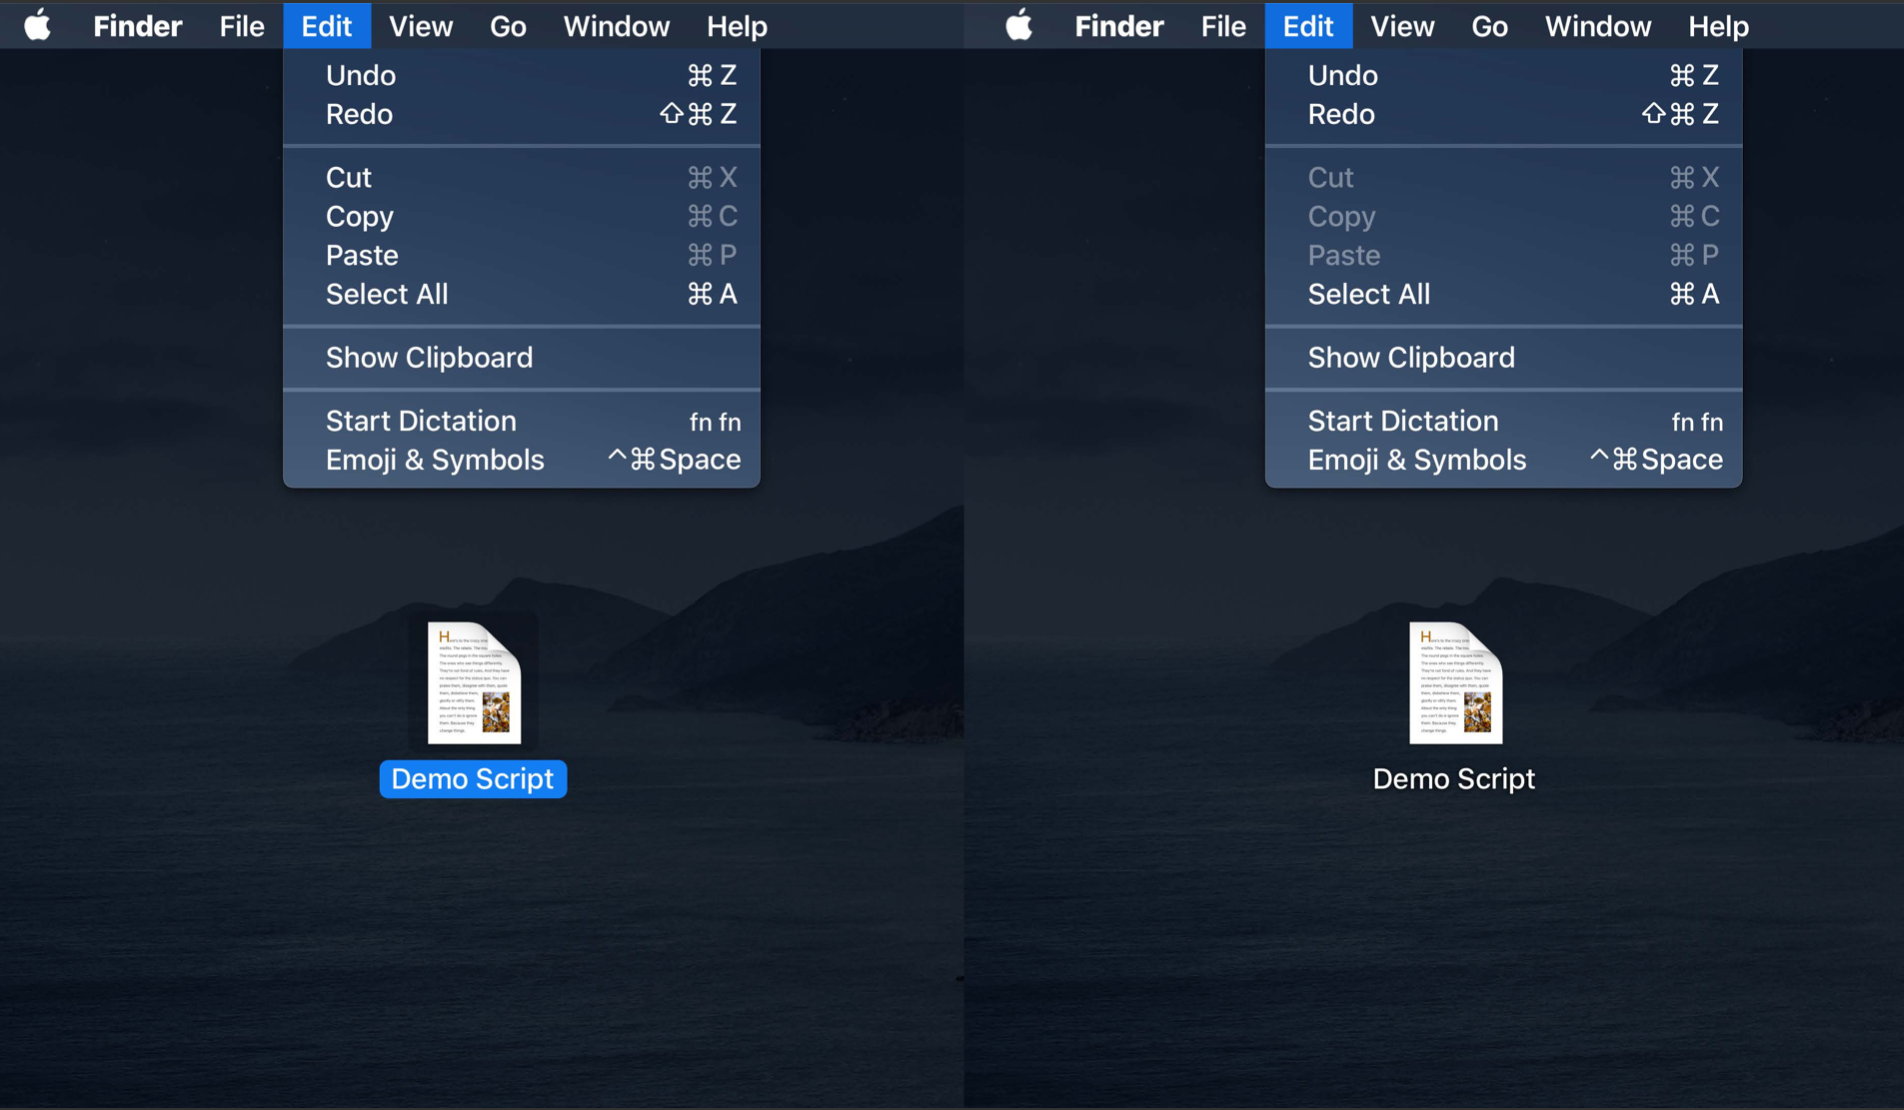 Finder File Edit View Go Window Help
Undo ⌘ Z
Redo ⇧⌘ Z
Cut ⌘ X
Copy ⌘ C
Paste ⌘ P
Select All ⌘ A
Show Clipboard
Start Dictation fn fn
Emoji & Symbols ^⌘Space
Demo Script
Finder File Edit View Go Window Help
Undo ⌘ Z
Redo ⇧⌘ Z
Cut ⌘ X
Copy ⌘ C
Paste ⌘ P
Select All ⌘ A
Show Clipboard
Start Dictation fn fn
Emoji & Symbols ^⌘Space
Demo Script